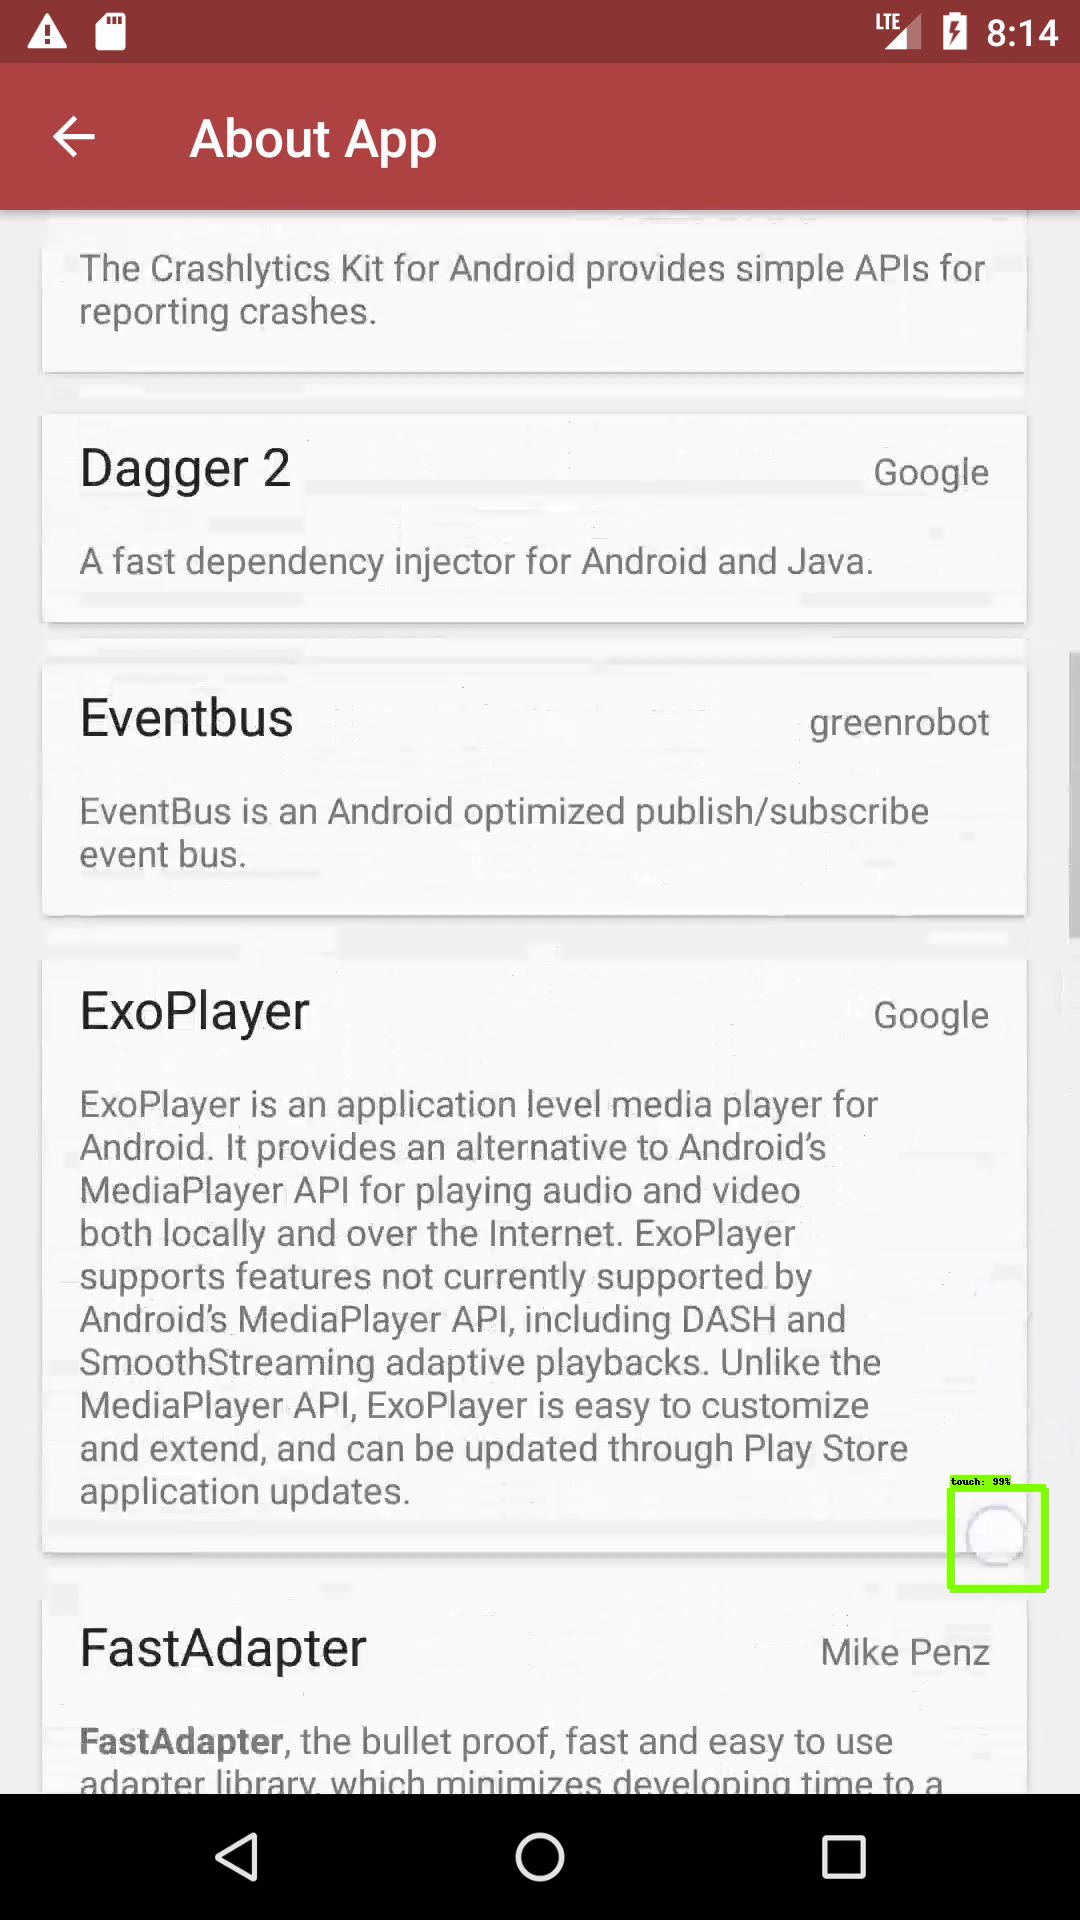 LTE 8:14
About App
The Crashlytics Kit for Android provides simple APIs for
reporting crashes.
Dagger 2 Google
A fast dependency injector for Android and Java.
Eventbus greenrobot
EventBus is an Android optimized publish/subscribe
event bus.
ExoPlayer Google
ExoPlayer is an application level media player for
Android. It provides an alternative to Android’s
MediaPlayer API for playing audio and video
both locally and over the Internet. ExoPlayer
supports features not currently supported by
Android’s MediaPlayer API, including DASH and
SmoothStreaming adaptive playbacks. Unlike the
MediaPlayer API, ExoPlayer is easy to customize
and extend, and can be updated through Play Store
application updates.
touch: 99%
FastAdapter Mike Penz
FastAdapter, the bullet proof, fast and easy to use
adapter library, which minimizes developing time to a